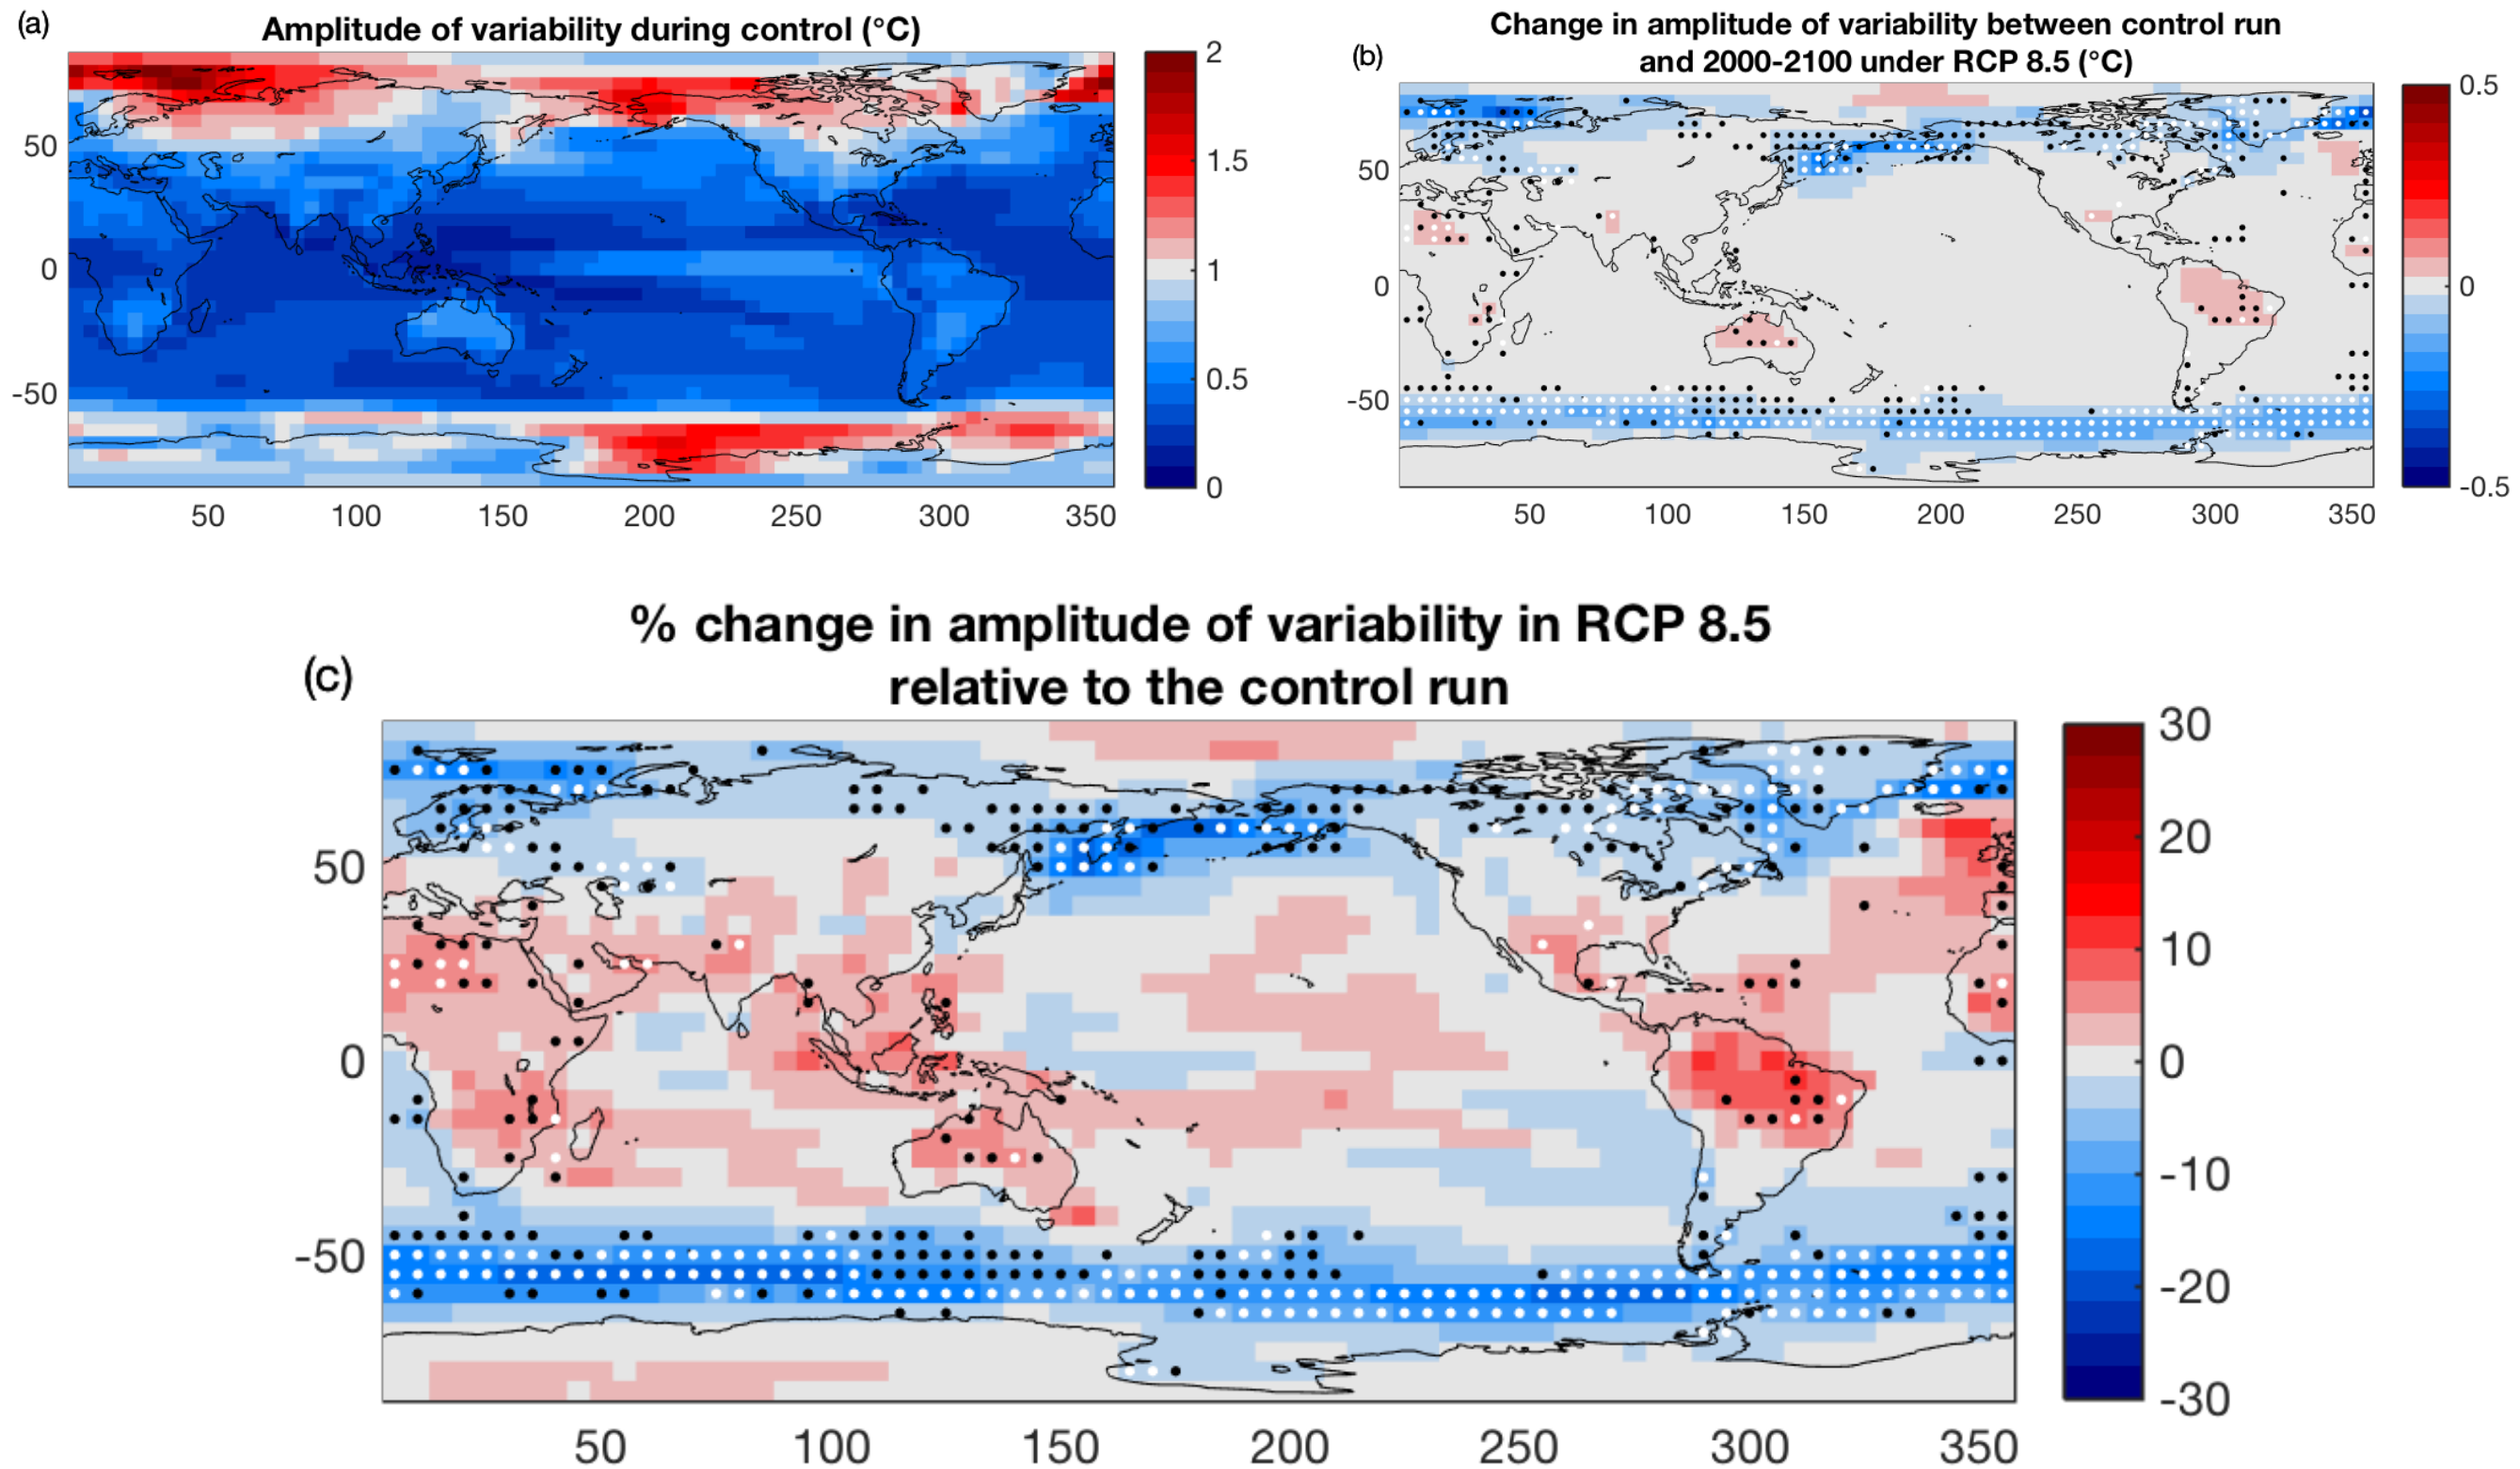 (a)
Amplitude of variability during control (°C)
2
1.5
1
0.5
0
50
0
-50
50 100 150 200 250 300 350
(b)
Change in amplitude of variability between control run
and 2000-2100 under RCP 8.5 (°C)
0.5
0
-0.5
50
0
-50
50 100 150 200 250 300 350
(c)
% change in amplitude of variability in RCP 8.5
relative to the control run
30
20
10
0
-10
-20
-30
50
0
-50
50 100 150 200 250 300 350